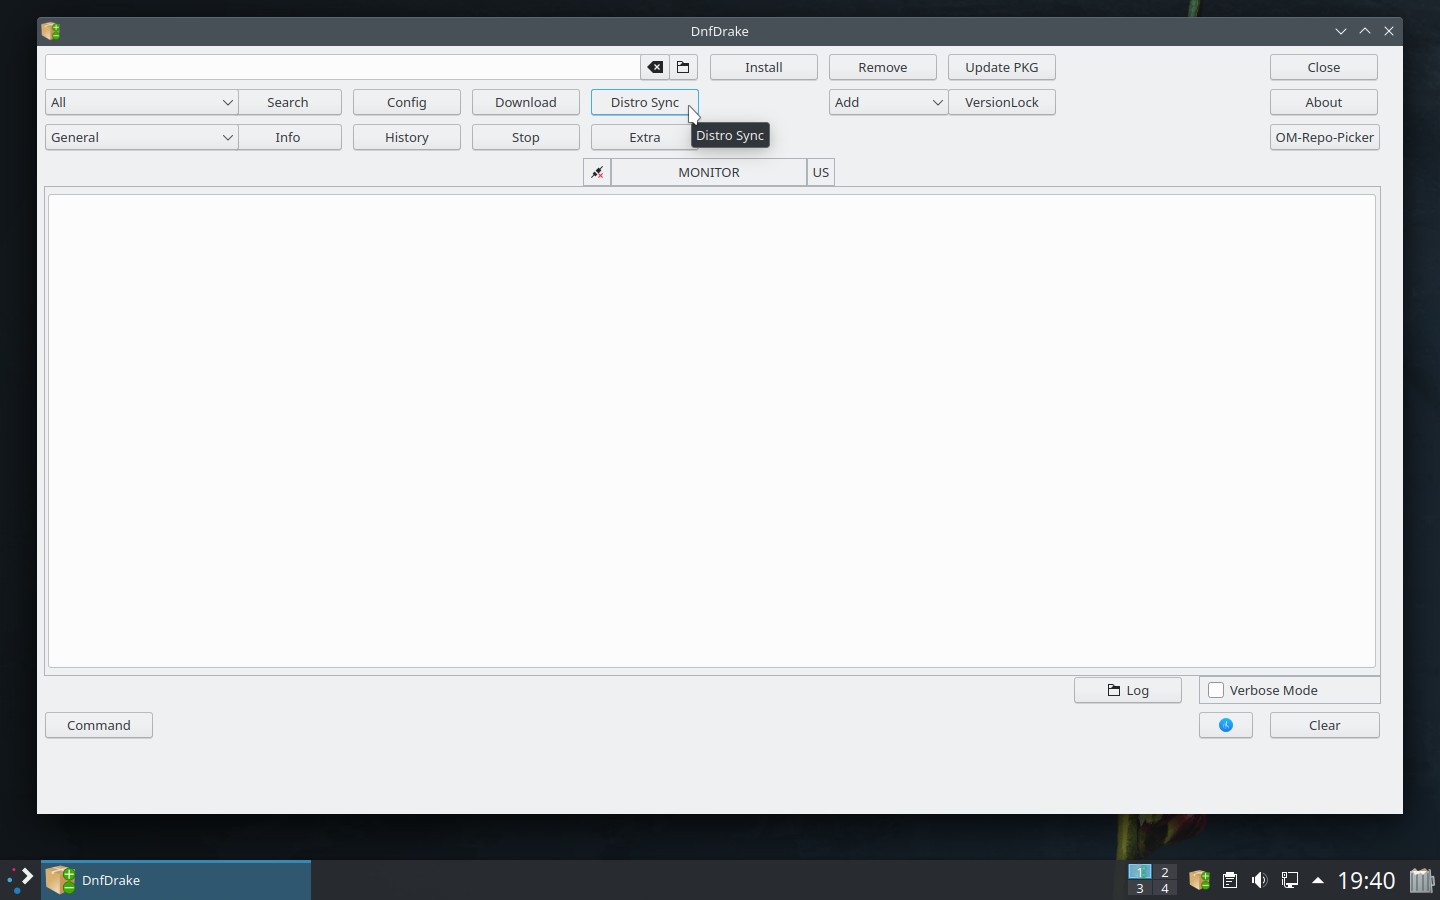 DnfDrake
Install Remove Update PKG Close
All Search Config Download Distro Sync Add VersionLock About
Distro Sync
General Info History Stop Extra OM-Repo-Picker
MONITOR US
Log Verbose Mode
Command Clear
DnfDrake 1 2 3 4 19:40